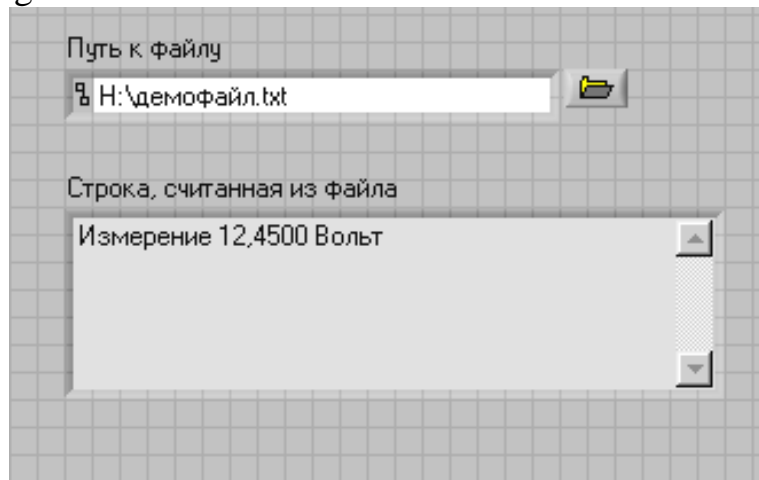 Путь к файлу
H:\демофайл.txt
Строка, считанная из файла
Измерение 12,4500 Вольт